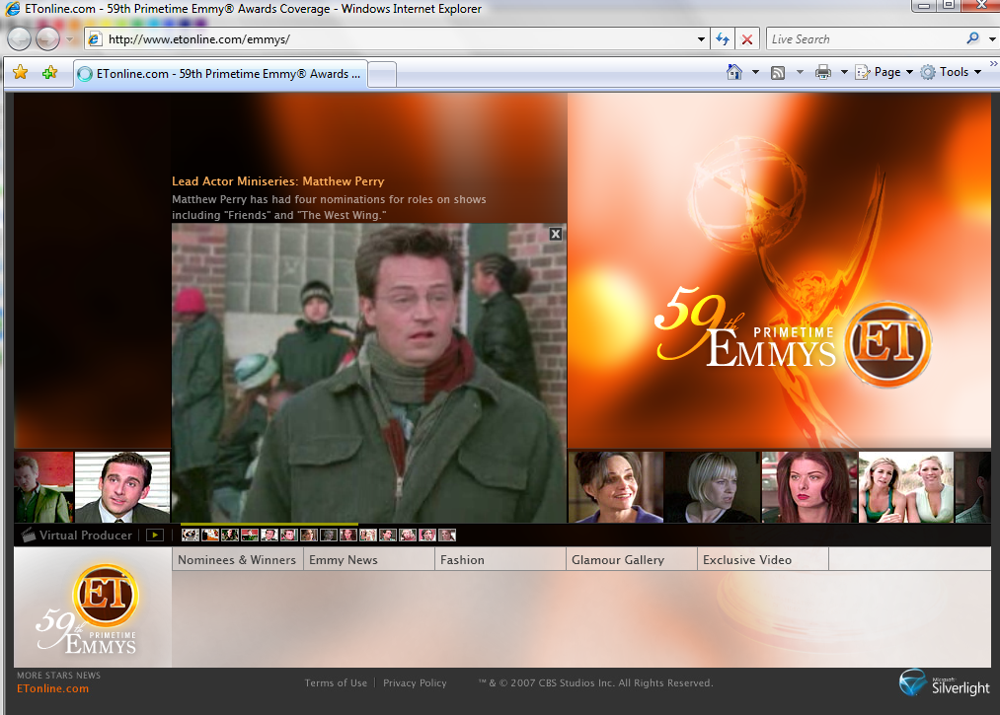 ETonline.com - 59th Primetime Emmy® Awards Coverage - Windows Internet Explorer
http://www.etonline.com/emmys/
Live Search
ETonline.com - 59th Primetime Emmy® Awards ...
Page
Tools
Lead Actor Miniseries: Matthew Perry
Matthew Perry has had four nominations for roles on shows
including "Friends" and "The West Wing."
X
59th PRIMETIME
EMMYS
ET
Virtual Producer
Nominees & Winners
Emmy News
Fashion
Glamour Gallery
Exclusive Video
ET
59th PRIMETIME
EMMYS
MORE STARS NEWS
ETonline.com
Terms of Use | Privacy Policy
™ & © 2007 CBS Studios Inc. All Rights Reserved.
Microsoft
Silverlight